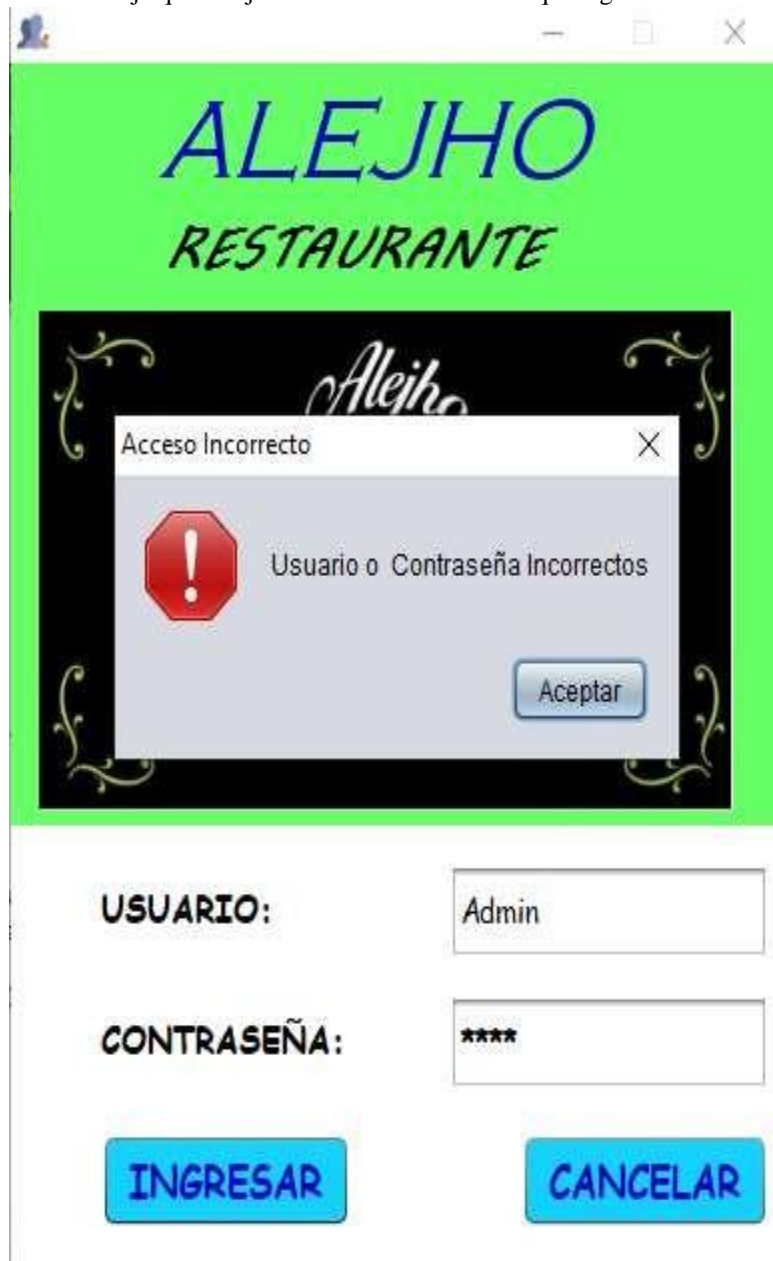 ALEJHO
RESTAURANTE
Alejho
Acceso Incorrecto
Usuario o Contraseña Incorrectos
Aceptar
USUARIO: Admin
CONTRASEÑA: ****
INGRESAR CANCELAR